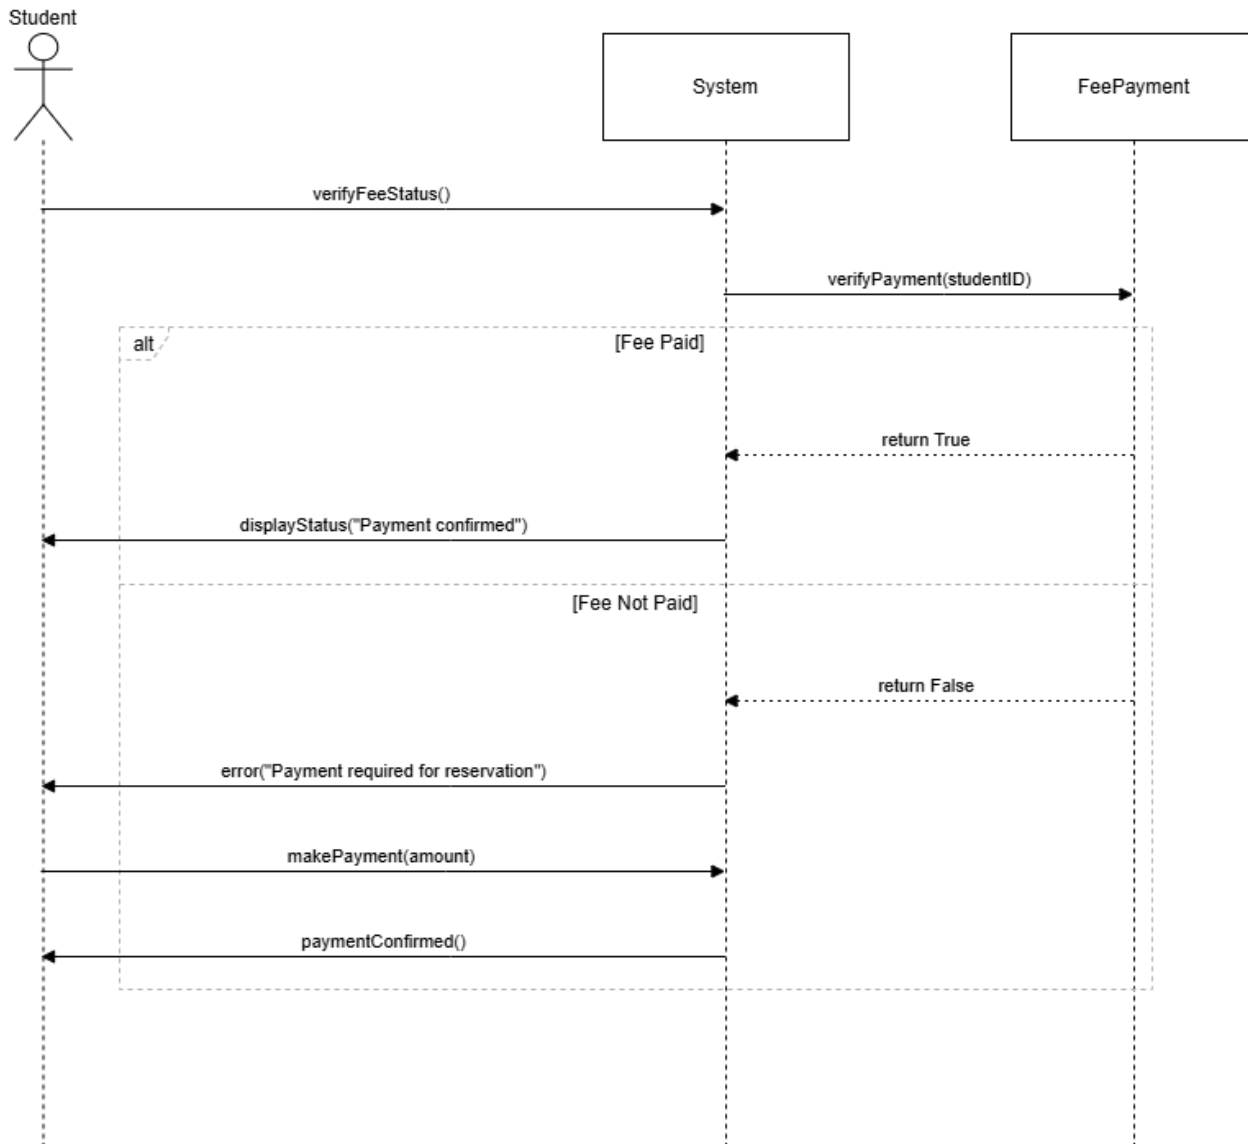 Student
System
FeePayment
verifyFeeStatus()
verifyPayment(studentID)
alt
[Fee Paid]
return True
displayStatus("Payment confirmed")
[Fee Not Paid]
return False
error("Payment required for reservation")
makePayment(amount)
paymentConfirmed()